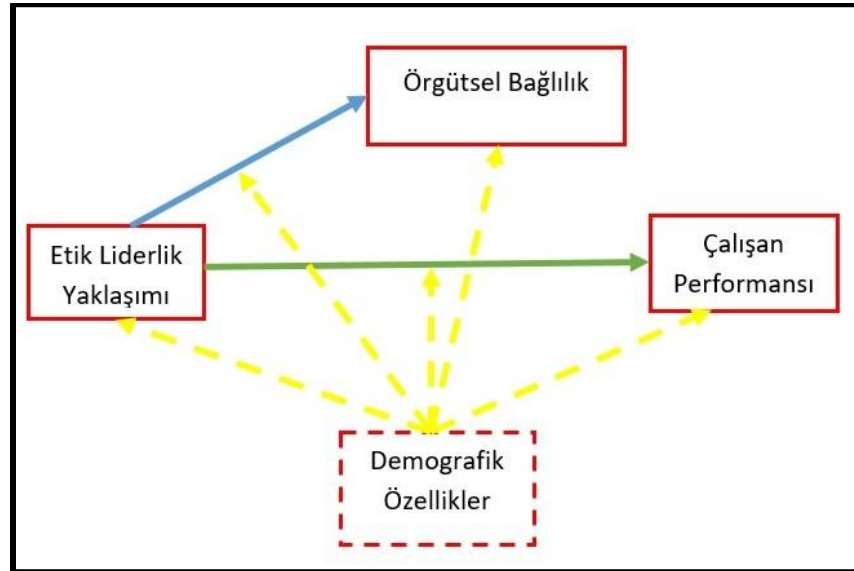 Örgütsel Bağlılık
Etik Liderlik
Yaklaşımı
Çalışan
Performansı
Demografik
Özellikler